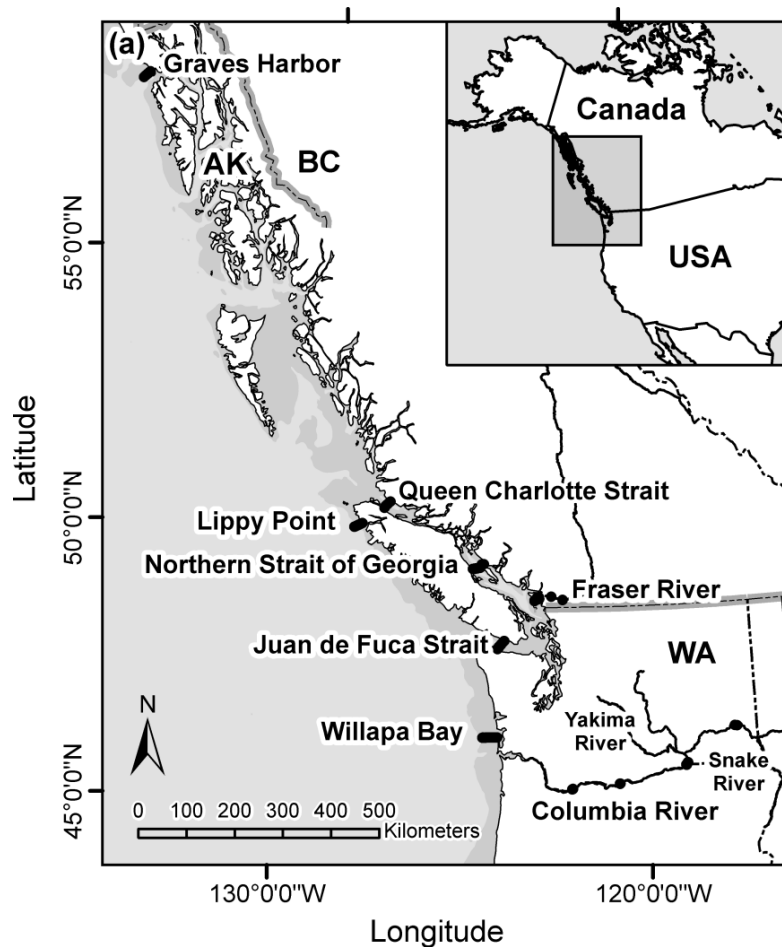 (a)
Graves Harbor
AK
BC
Canada
USA
55°0'0"N
Latitude
50°0'0"N
Queen Charlotte Strait
Lippy Point
Northern Strait of Georgia
Fraser River
Juan de Fuca Strait
WA
N
Willapa Bay
Yakima
River
Snake
River
Columbia River
45°0'0"N
0 100 200 300 400 500
Kilometers
130°0'0"W
120°0'0"W
Longitude